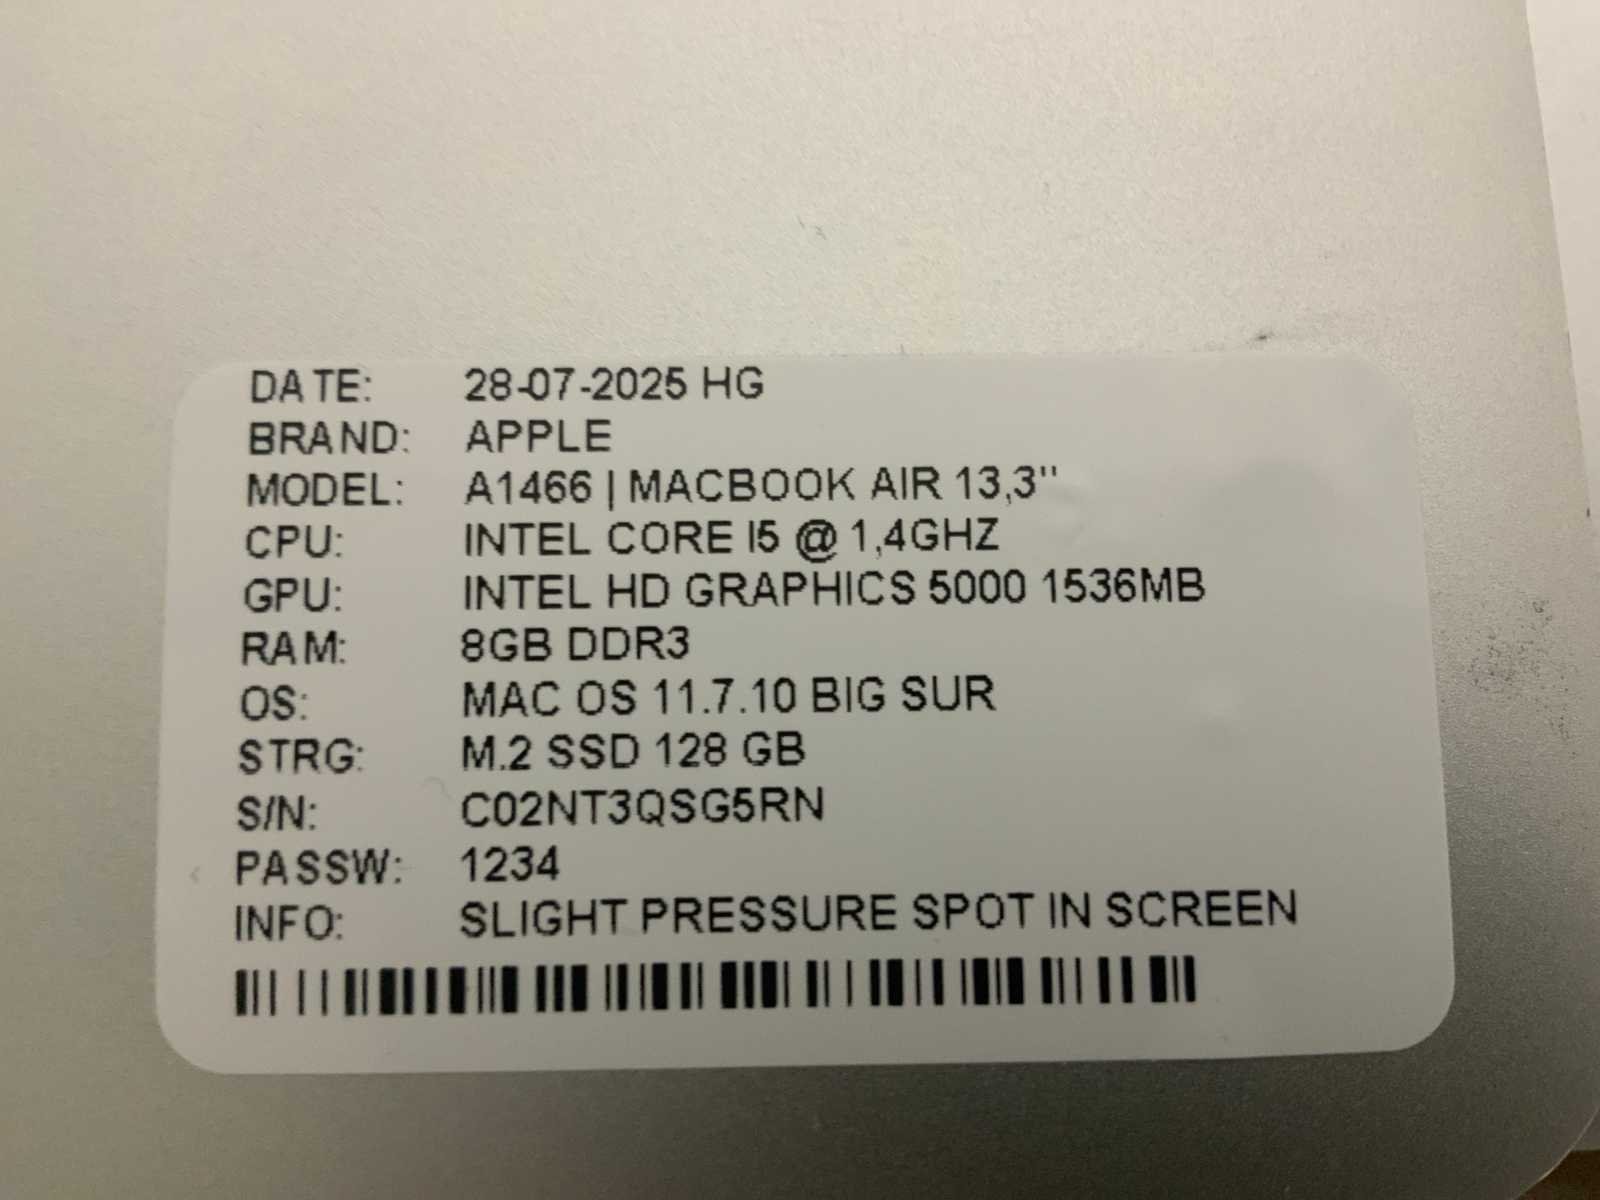 DATE: 28-07-2025 HG
BRAND: APPLE
MODEL: A1466 | MACBOOK AIR 13,3"
CPU: INTEL CORE I5 @ 1,4GHZ
GPU: INTEL HD GRAPHICS 5000 1536MB
RAM: 8GB DDR3
OS: MAC OS 11.7.10 BIG SUR
STRG: M.2 SSD 128 GB
S/N: C02NT3QSG5RN
PASSW: 1234
INFO: SLIGHT PRESSURE SPOT IN SCREEN